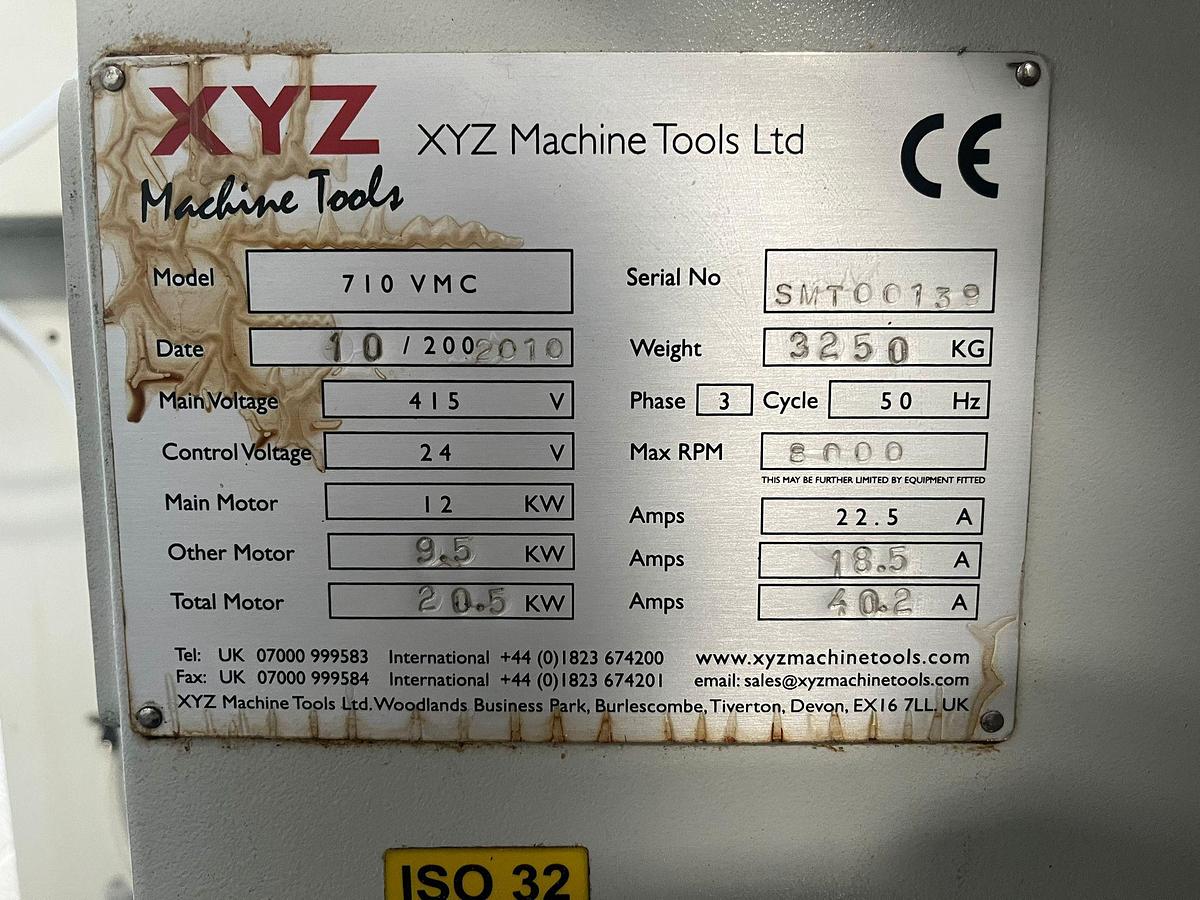 XYZ
Machine Tools
XYZ Machine Tools Ltd
CE
Model 710 VMC
Serial No SMT00139
Date 10 / 200 2010
Weight 3250 KG
Main Voltage 415 V
Phase 3 Cycle 50 Hz
Control Voltage 24 V
Max RPM 8000
THIS MAY BE FURTHER LIMITED BY EQUIPMENT FITTED
Main Motor 12 KW
Amps 22.5 A
Other Motor 9.5 KW
Amps 18.5 A
Total Motor 20.5 KW
Amps 40.2 A
Tel: UK 07000 999583 International +44 (0)1823 674200 www.xyzmachinetools.com
Fax: UK 07000 999584 International +44 (0)1823 674201 email: sales@xyzmachinetools.com
XYZ Machine Tools Ltd. Woodlands Business Park, Burlescombe, Tiverton, Devon, EX16 7LL. UK
ISO 32